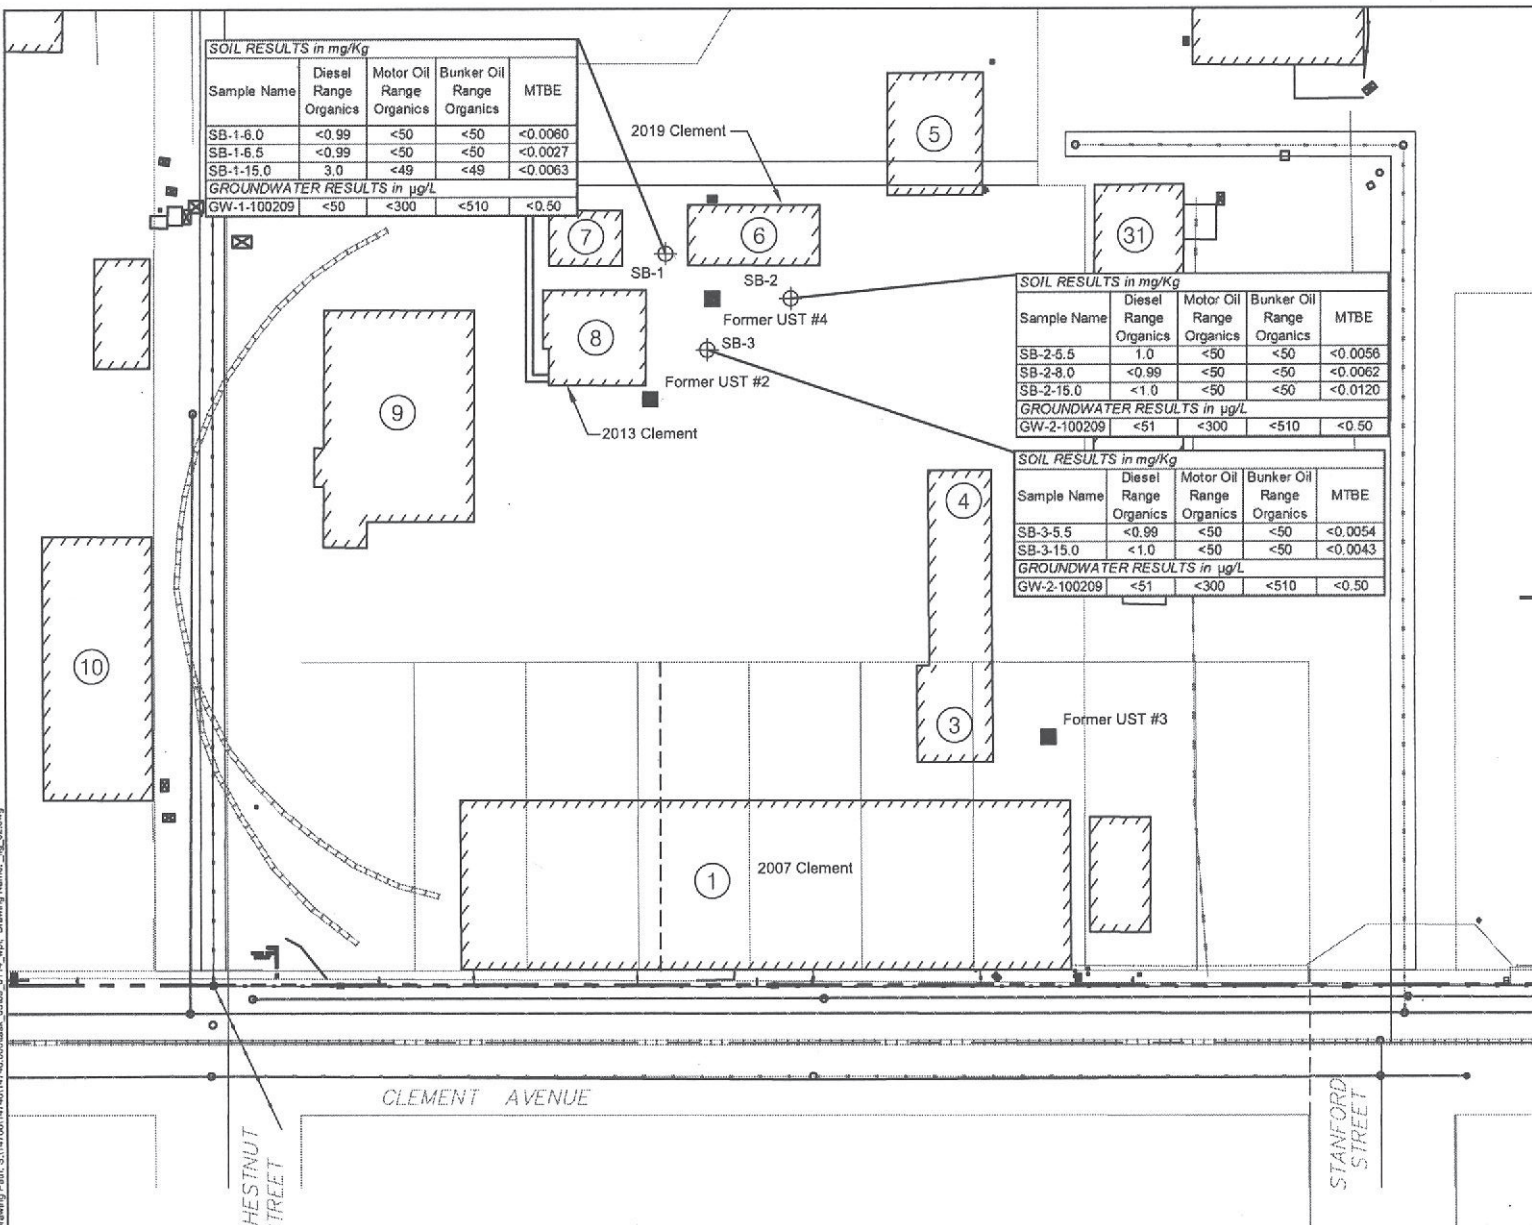 SOIL RESULTS in mg/Kg
Sample Name Diesel Range Organics Motor Oil Range Organics Bunker Oil Range Organics MTBE
SB-1-6.0 <0.99 <50 <50 <0.0060
SB-1-6.5 <0.99 <50 <50 <0.0027
SB-1-15.0 3.0 <49 <49 <0.0063
GROUNDWATER RESULTS in µg/L
GW-1-100209 <50 <300 <510 <0.50
2019 Clement
5
7
6
31
SB-1
SB-2
Former UST #4
8
SB-3
Former UST #2
9
2013 Clement
SOIL RESULTS in mg/Kg
Sample Name Diesel Range Organics Motor Oil Range Organics Bunker Oil Range Organics MTBE
SB-2-5.5 1.0 <50 <50 <0.0056
SB-2-8.0 <0.99 <50 <50 <0.0062
SB-2-15.0 <1.0 <50 <50 <0.0120
GROUNDWATER RESULTS in µg/L
GW-2-100209 <51 <300 <510 <0.50
SOIL RESULTS in mg/Kg
Sample Name Diesel Range Organics Motor Oil Range Organics Bunker Oil Range Organics MTBE
SB-3-5.5 <0.99 <50 <50 <0.0054
SB-3-15.0 <1.0 <50 <50 <0.0043
GROUNDWATER RESULTS in µg/L
GW-2-100209 <51 <300 <510 <0.50
4
10
3
Former UST #3
1
2007 Clement
CLEMENT AVENUE
HESTNUT
TREET
STANFORD
STREET